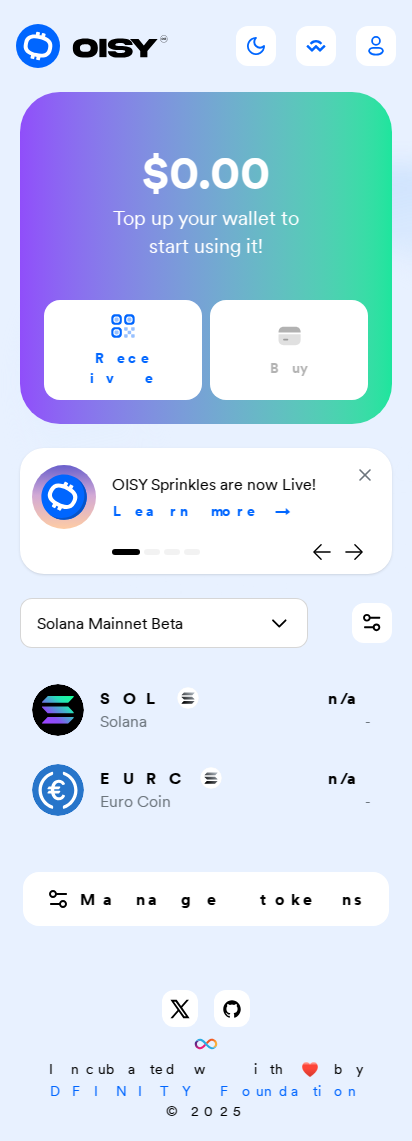 OISY
$0.00
Top up your wallet to
start using it!
Receive
Buy
OISY Sprinkles are now Live!
Learn more →
Solana Mainnet Beta
SOL n/a
Solana -
EURC n/a
Euro Coin -
Manage tokens
Incubated with ❤️ by
DFINITY Foundation
© 2025